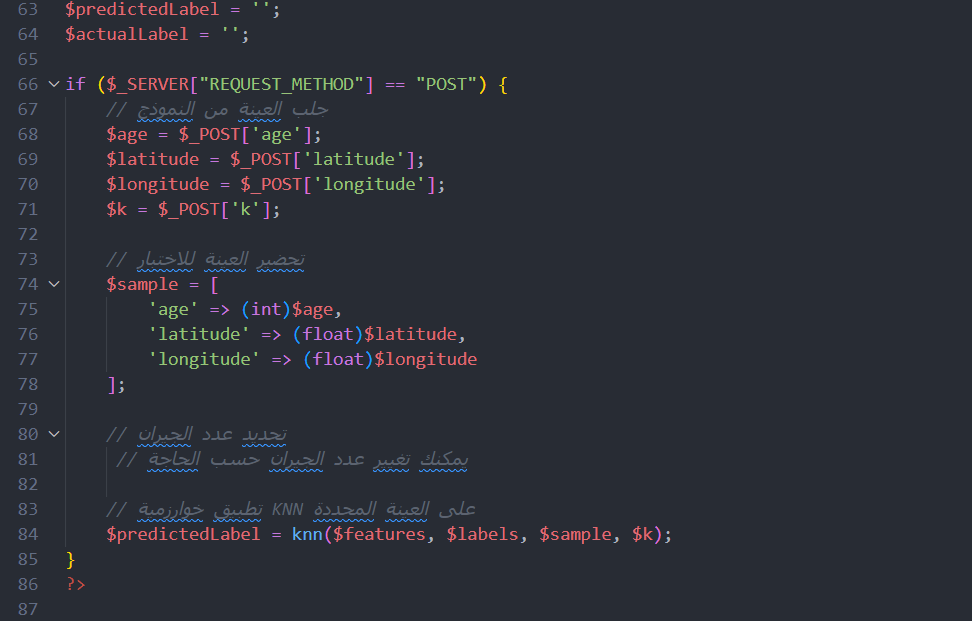 63 $predictedLabel = '';
64 $actualLabel = '';
65
66 if ($_SERVER["REQUEST_METHOD"] == "POST") {
67 // جلب العينة من النموذج
68 $age = $_POST['age'];
69 $latitude = $_POST['latitude'];
70 $longitude = $_POST['longitude'];
71 $k = $_POST['k'];
72
73 // تحضير العينة للاختبار
74 $sample = [
75 'age' => (int)$age,
76 'latitude' => (float)$latitude,
77 'longitude' => (float)$longitude
78 ];
79
80 // تحديد عدد الجيران
81 // يمكنك تغيير عدد الجيران حسب الحاجة
82
83 // تطبيق خوارزمية KNN على العينة المحددة
84 $predictedLabel = knn($features, $labels, $sample, $k);
85 }
86 ?>
87